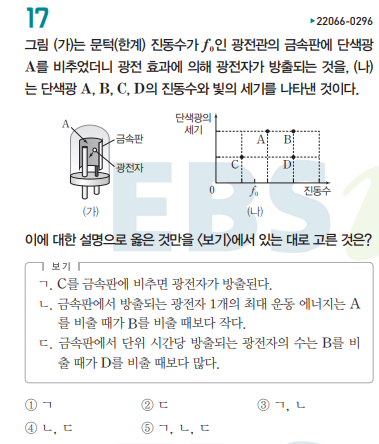 17
▶22066-0296
그림 (가)는 문턱(한계) 진동수가 f₀인 광전관의 금속판에 단색광
A를 비추었더니 광전 효과에 의해 광전자가 방출되는 것을, (나)
는 단색광 A, B, C, D의 진동수와 빛의 세기를 나타낸 것이다.
A
금속판
광전자
(가)
단색광의
세기
A B
C D
0 f₀ 진동수
(나)
EBS
이에 대한 설명으로 옳은 것만을 〈보기〉에서 있는 대로 고른 것은?
보기
ㄱ. C를 금속판에 비추면 광전자가 방출된다.
ㄴ. 금속판에서 방출되는 광전자 1개의 최대 운동 에너지는 A
를 비출 때가 B를 비출 때보다 작다.
ㄷ. 금속판에서 단위 시간당 방출되는 광전자의 수는 B를 비
출 때가 D를 비출 때보다 많다.
① ㄱ ② ㄷ ③ ㄱ, ㄴ
④ ㄴ, ㄷ ⑤ ㄱ, ㄴ, ㄷ